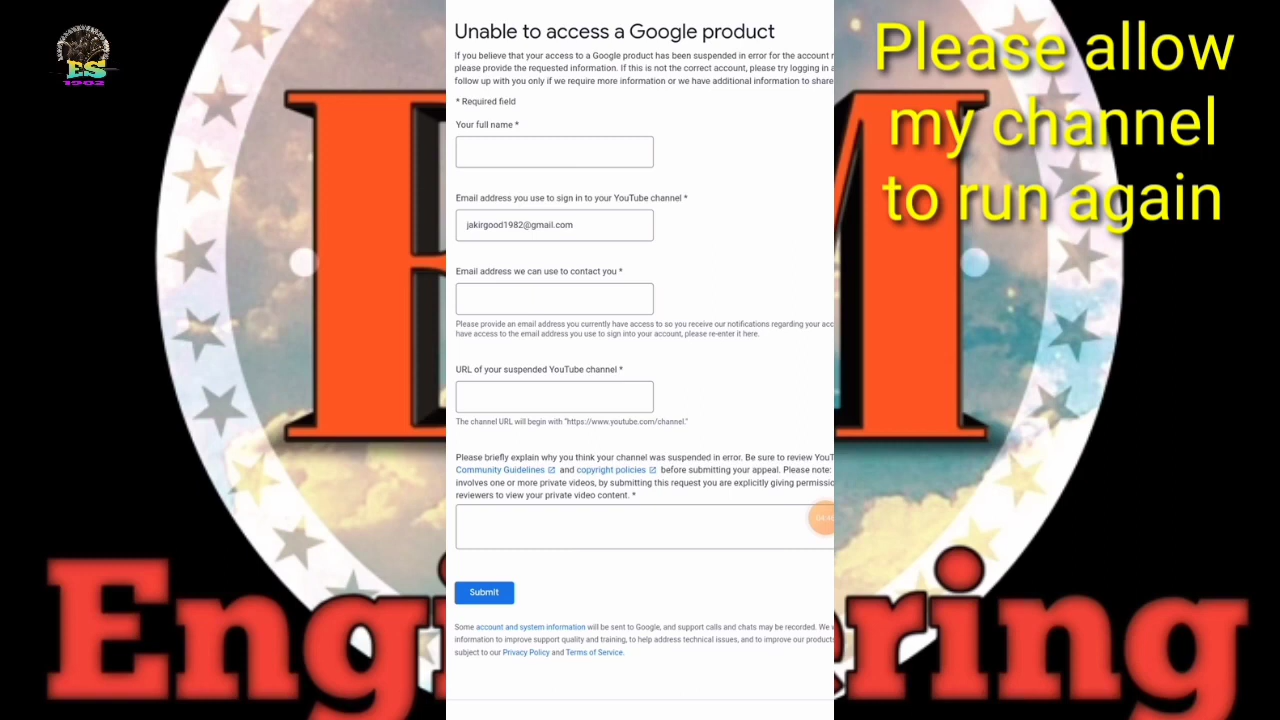 ES
1982
Please allow
my channel
to run again
Unable to access a Google product
If you believe that your access to a Google product has been suspended in error for the account
please provide the requested information. If this is not the correct account, please try logging in
follow up with you only if we require more information or we have additional information to share
* Required field
Your full name *
Email address you use to sign in to your YouTube channel *
jakirgood1982@gmail.com
Email address we can use to contact you *
Please provide an email address you currently have access to so you receive our notifications regarding your
have access to the email address you use to sign into your account, please re-enter it here.
URL of your suspended YouTube channel *
The channel URL will begin with "https://www.youtube.com/channel."
Please briefly explain why you think your channel was suspended in error. Be sure to review YouT
Community Guidelines and copyright policies before submitting your appeal. Please note:
involves one or more private videos, by submitting this request you are explicitly giving permissio
reviewers to view your private video content. *
Submit
Some account and system information will be sent to Google, and support calls and chats may be recorded. We
information to improve support quality and training, to help address technical issues, and to improve our products
subject to our Privacy Policy and Terms of Service.
Eng
ring